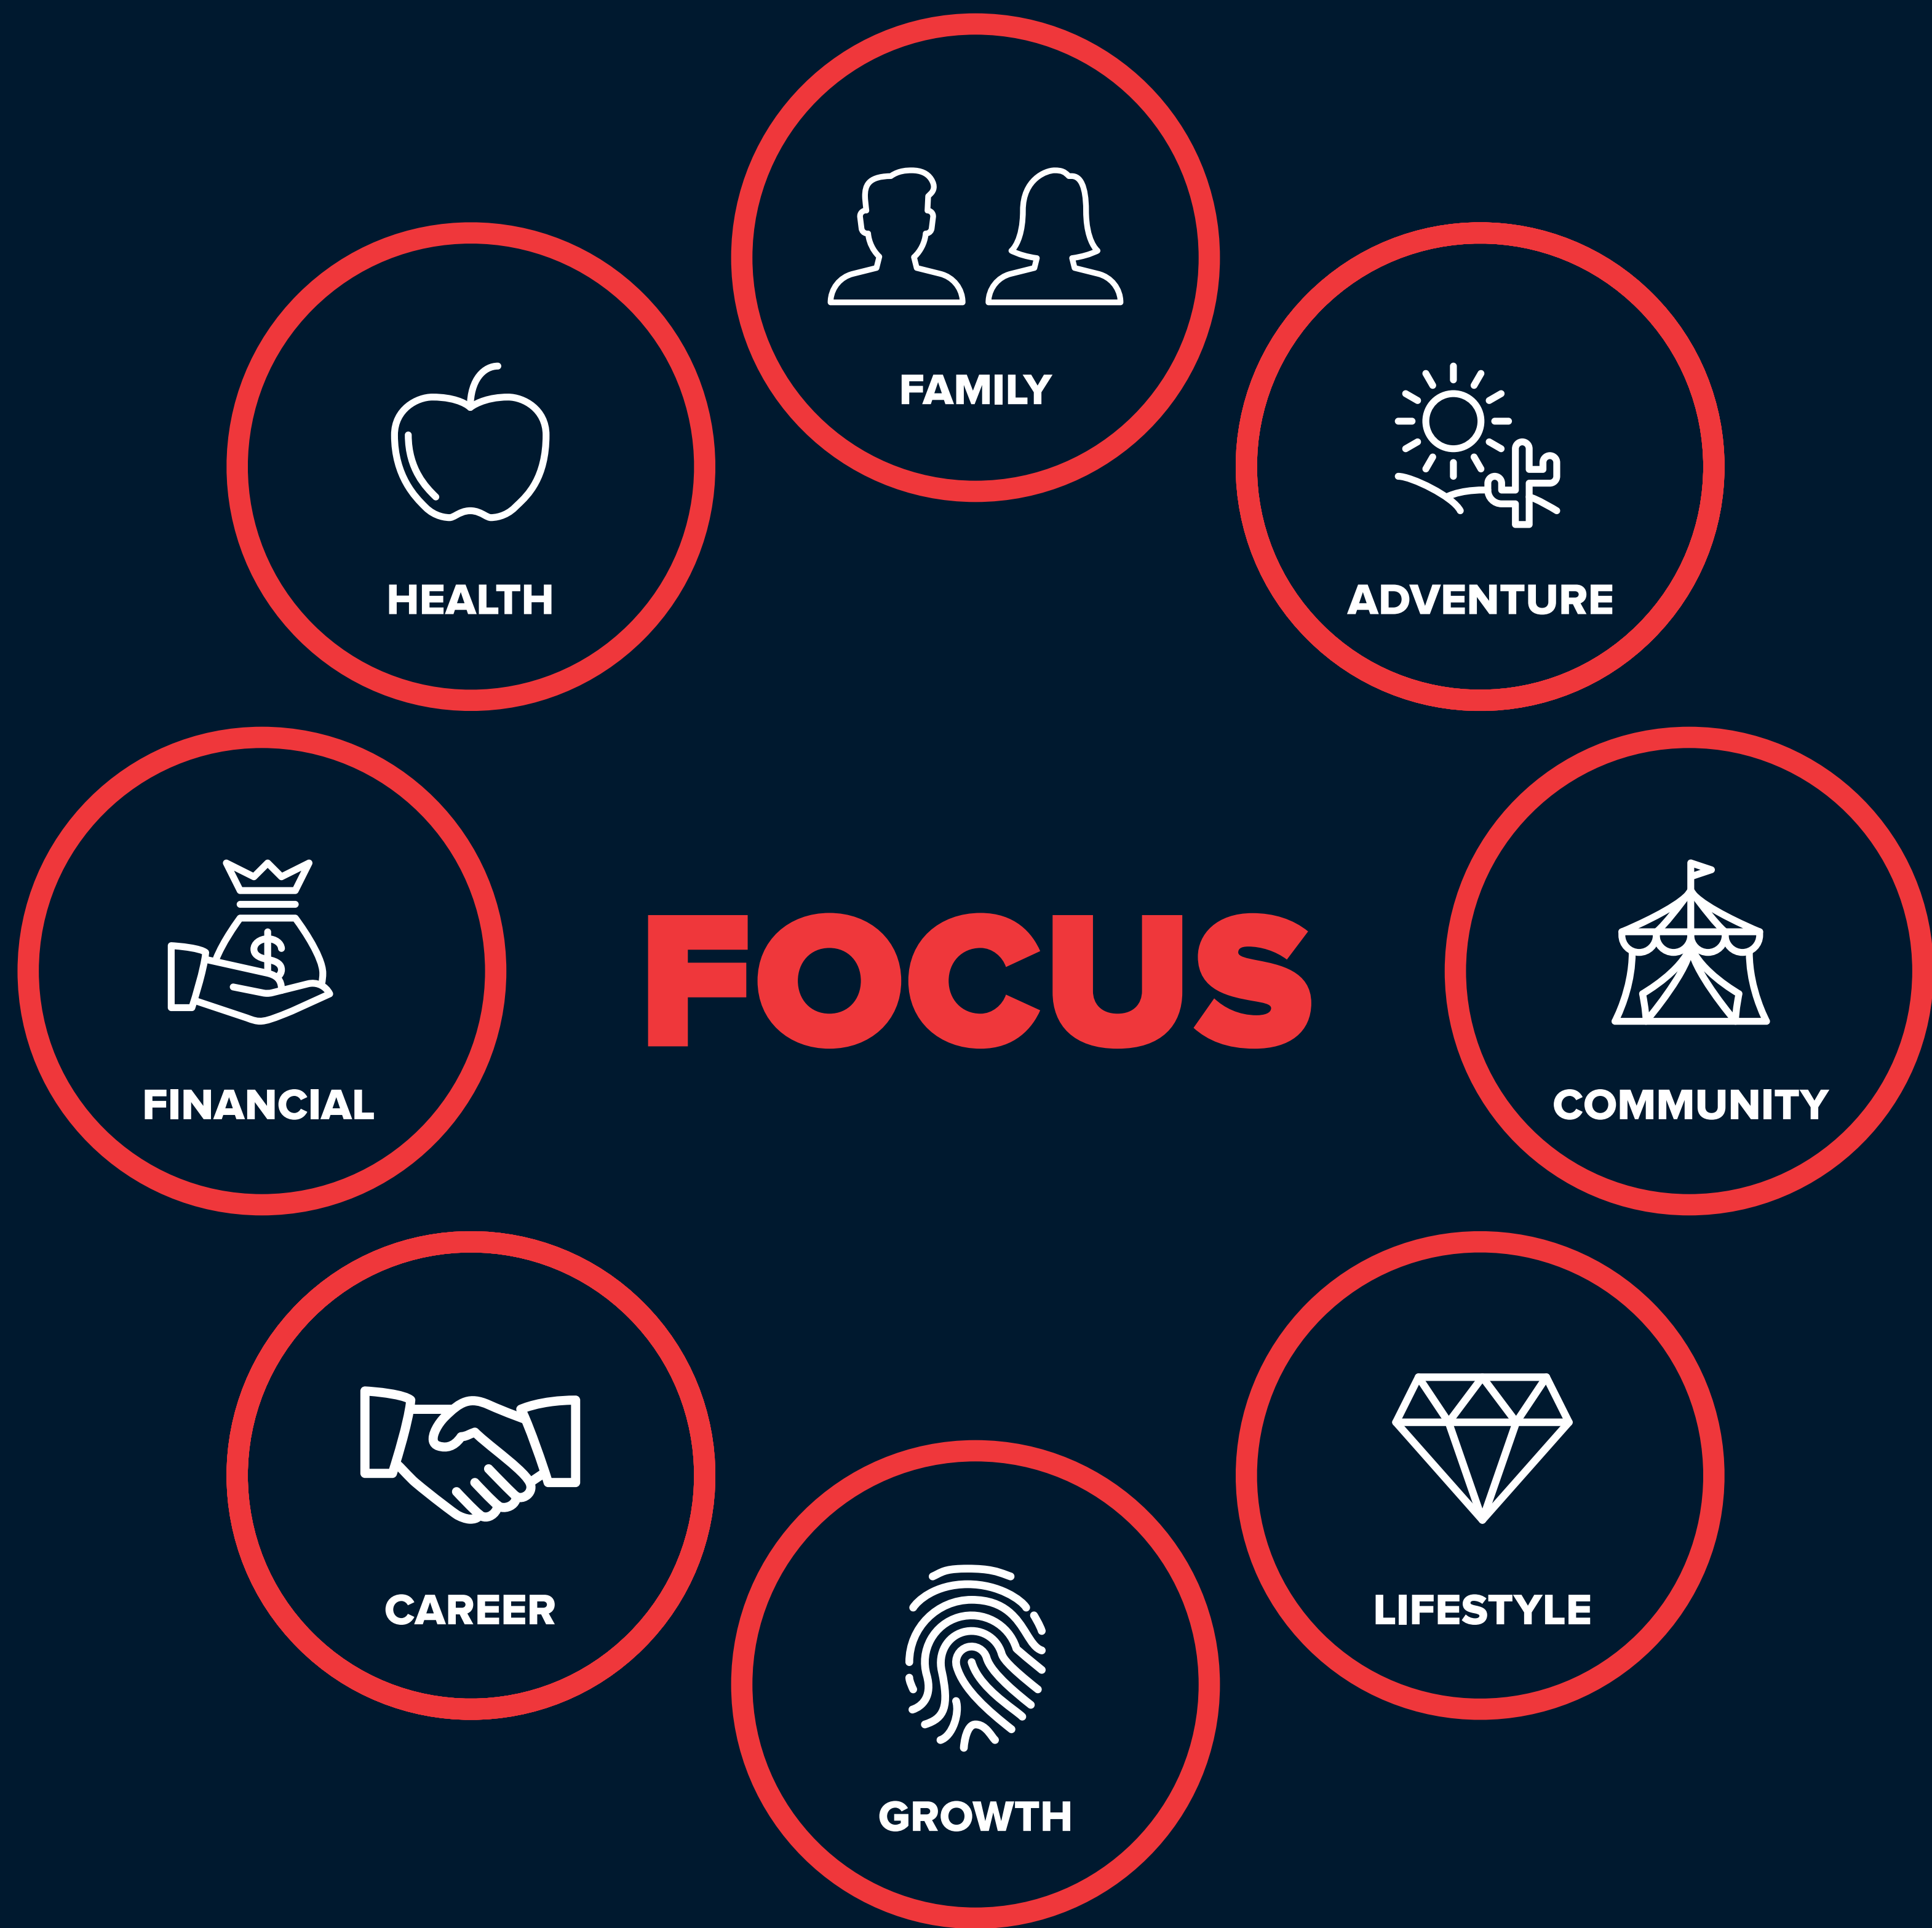 FAMILY
HEALTH
ADVENTURE
FOCUS
FINANCIAL
COMMUNITY
CAREER
LIFESTYLE
GROWTH